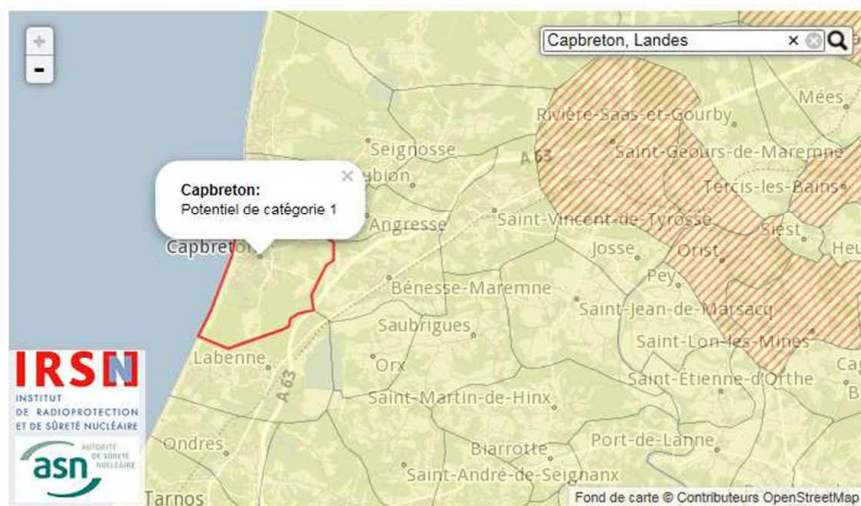 +
-
Capbreton, Landes
Mées
Rivière-Saas-et-Gourby
Seignosse
A 63
Saint-Geours-de-Maremne
Capbreton:
Potentiel de catégorie 1
ubion
Tercis-les-Bains
Angresse
Saint-Vincent-de-Tyrosse
Siest
Capbreton
Josse
Orist
Heu
Bénesse-Maremne
Pey
Saint-Jean-de-Marsacq
Saubrigues
Saint-Lon-les-Mines
Labenne
Orx
Saint-Étienne-d'Orthe
Cag
B
A 63
Saint-Martin-de-Hinx
IRSN
INSTITUT
DE RADIOPROTECTION
ET DE SÛRETÉ NUCLÉAIRE
Ondres
Biarrotte
Port-de-Lanne
asn
AUTORITÉ
DE SÛRETÉ
NUCLÉAIRE
Saint-André-de-Seignanx
Tarnos
Fond de carte © Contributeurs OpenStreetMap